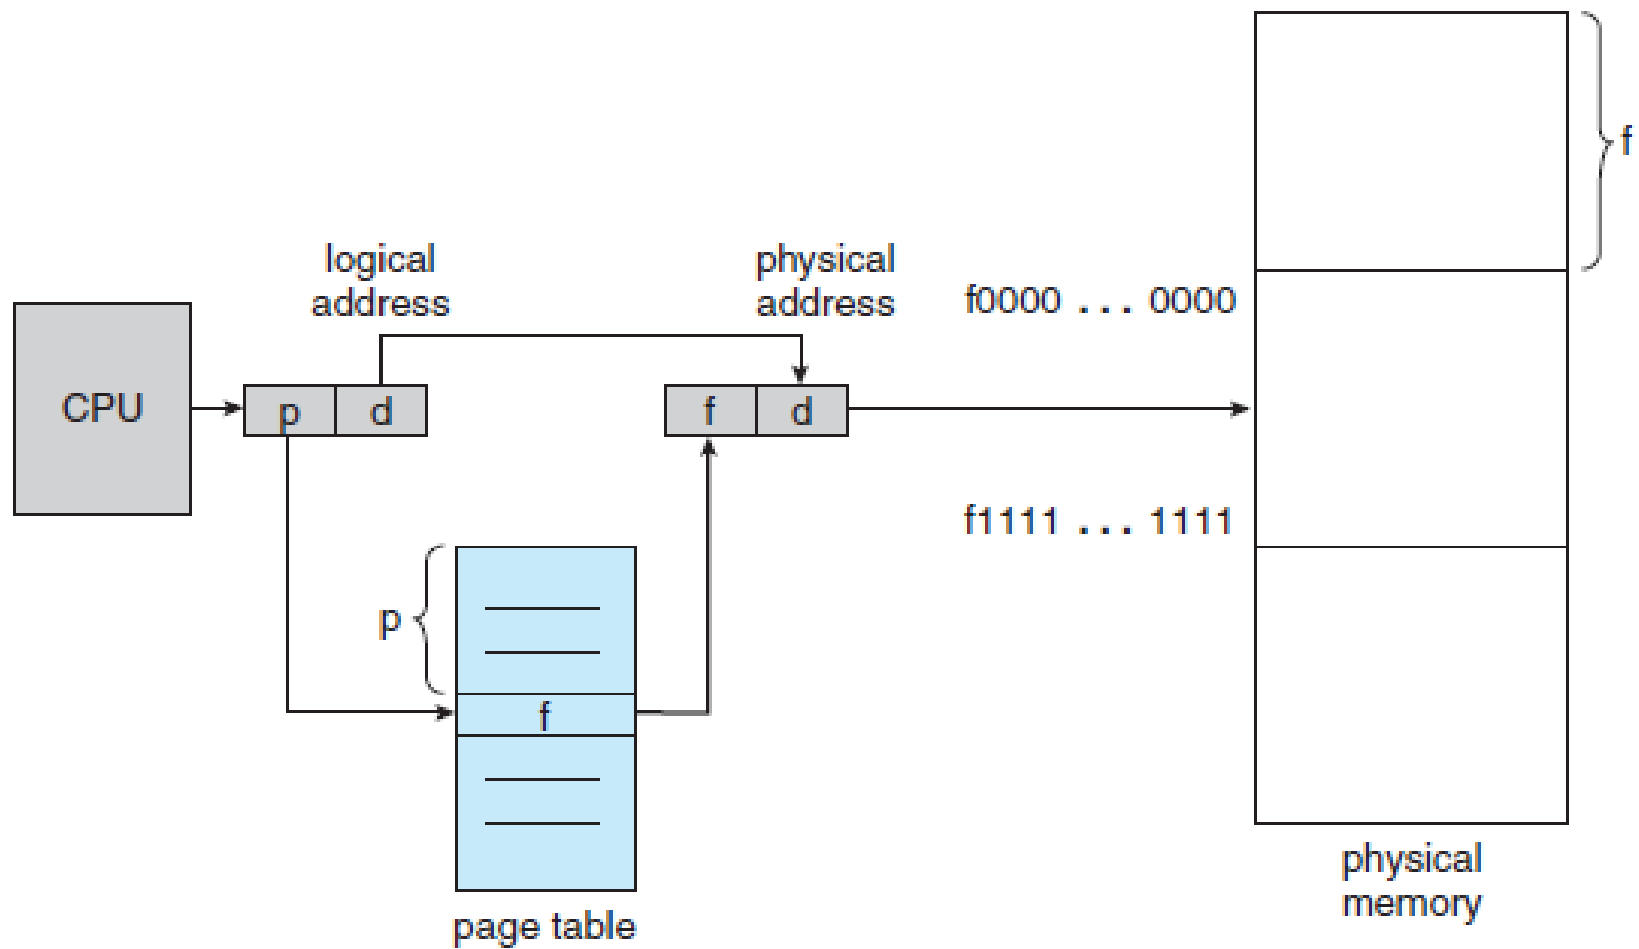 f
logical
address
physical
address
f0000 ... 0000
CPU
p
d
f
d
f1111 ... 1111
p
f
physical
memory
page table